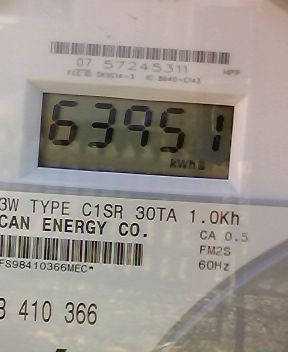 07 57245311
63951
kWhs
3W TYPE C1SR 30TA 1.0Kh
CAN ENERGY CO.
CA 0.5
FM2S
60Hz
FS98410366MEC*
410 366